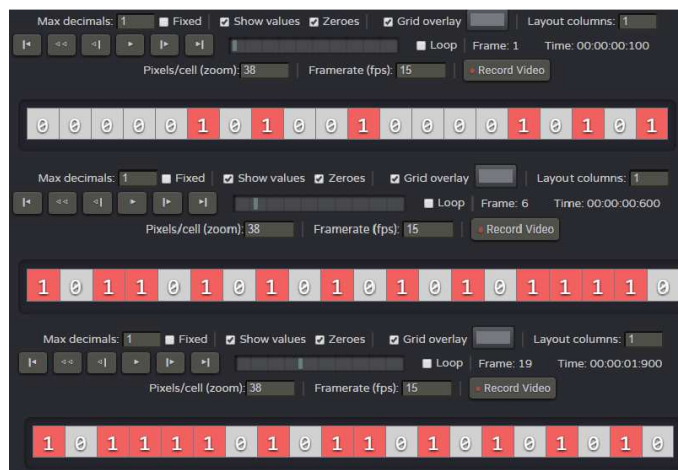 Max decimals: 1 Fixed Show values Zeroes Grid overlay Layout columns: 1
Loop Frame: 1 Time: 00:00:00:100
Pixels/cell (zoom): 38 Framerate (fps): 15 Record Video
0 0 0 0 0 1 0 1 0 0 1 0 0 0 0 1 0 1 0 1
Max decimals: 1 Fixed Show values Zeroes Grid overlay Layout columns: 1
Loop Frame: 6 Time: 00:00:00:600
Pixels/cell (zoom): 38 Framerate (fps): 15 Record Video
1 0 1 1 0 1 0 1 0 1 0 1 0 1 0 1 1 1 1 0
Max decimals: 1 Fixed Show values Zeroes Grid overlay Layout columns: 1
Loop Frame: 19 Time: 00:00:01:900
Pixels/cell (zoom): 38 Framerate (fps): 15 Record Video
1 0 1 1 1 1 0 1 0 1 1 0 1 0 1 0 1 0 1 0